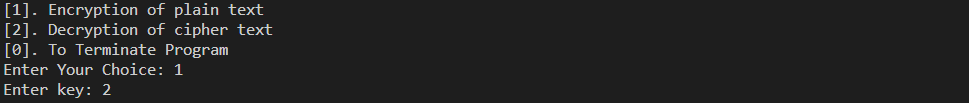 [1]. Encryption of plain text
[2]. Decryption of cipher text
[0]. To Terminate Program
Enter Your Choice: 1
Enter key: 2